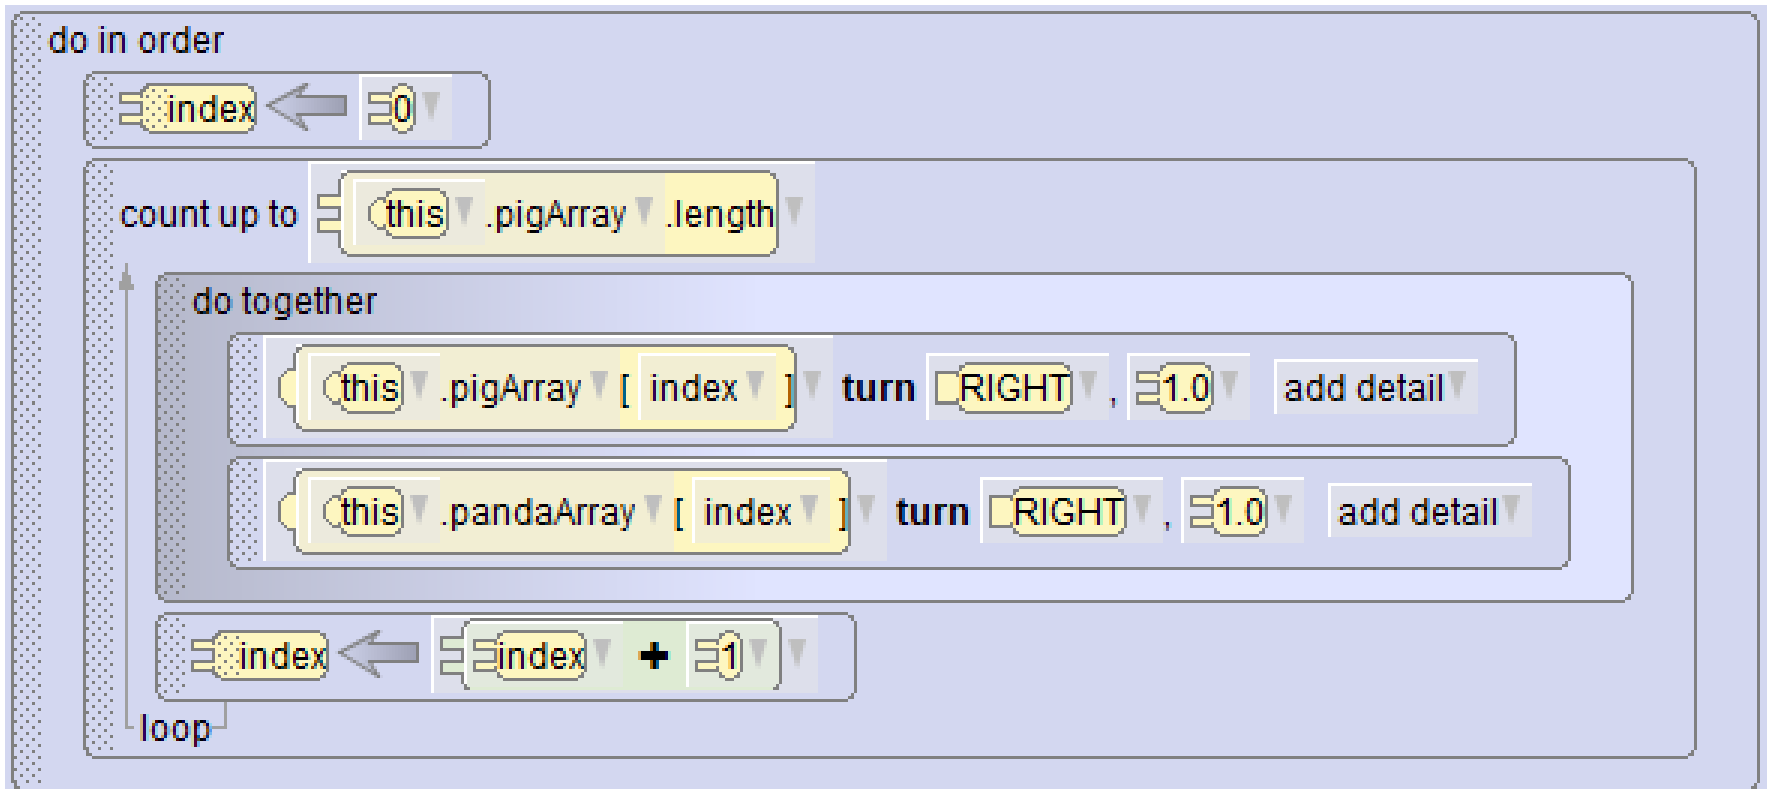 do in order
index 0
count up to this .pigArray .length
do together
this .pigArray [ index ] turn RIGHT , 1.0 add detail
this .pandaArray [ index ] turn RIGHT , 1.0 add detail
index index + 1
loop